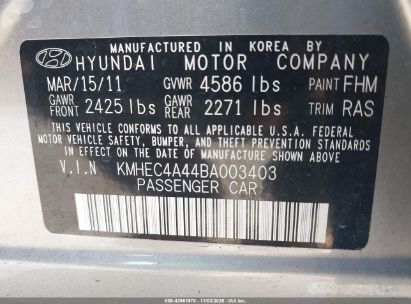 MANUFACTURED IN KOREA BY
HYUNDAI MOTOR COMPANY
MAR/15/11 GVWR 4586 lbs PAINT FHM
GAWR FRONT 2425 lbs GAWR REAR 2271 lbs TRIM RAS
THIS VEHICLE CONFORMS TO ALL APPLICABLE U.S.A. FEDERAL
MOTOR VEHICLE SAFETY, BUMPER, AND THEFT PREVENTION
STANDARDS IN EFFECT ON THE DATE OF MANUFACTURE SHOWN ABOVE.
V.I.N KMHEC4A44BA003403
PASSENGER CAR